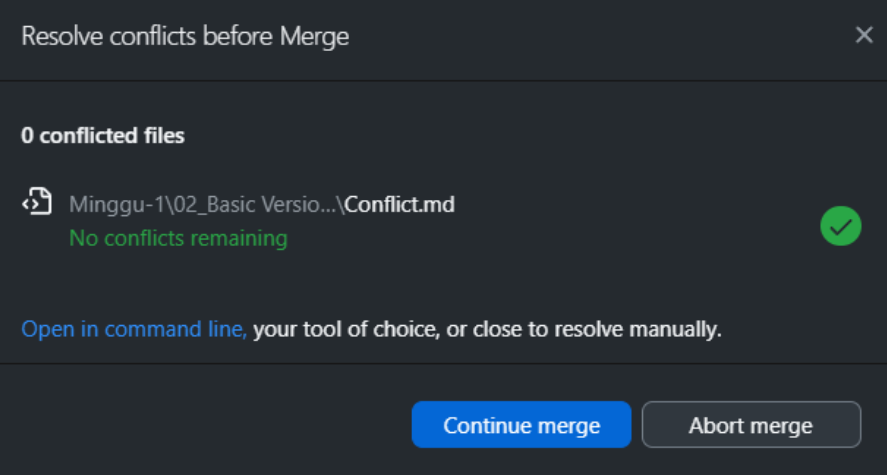 Resolve conflicts before Merge
0 conflicted files
Minggu-1\02_Basic Versio...\Conflict.md
No conflicts remaining
Open in command line, your tool of choice, or close to resolve manually.
Continue merge
Abort merge